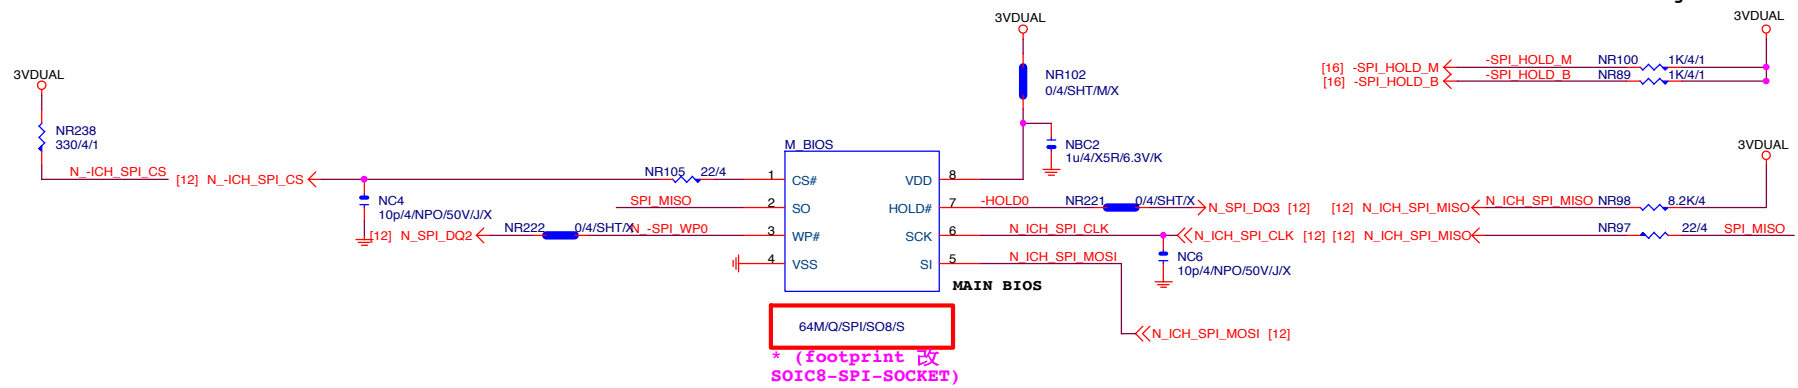 3VDUAL
3VDUAL
3VDUAL
NR102
0/4/SHT/M/X
[16] -SPI_HOLD_M
-SPI_HOLD_M
NR100
1K/4/1
[16] -SPI_HOLD_B
-SPI_HOLD_B
NR89
1K/4/1
NR238
330/4/1
NBC2
1u/4/X5R/6.3V/K
M_BIOS
3VDUAL
N_-ICH_SPI_CS
[12] N_-ICH_SPI_CS
NR105
22/4
1
CS#
VDD
8
NC4
10p/4/NPO/50V/J/X
SPI_MISO
2
SO
HOLD#
7
-HOLD0
NR221
0/4/SHT/X
N_SPI_DQ3 [12]
[12] N_ICH_SPI_MISO
N_ICH_SPI_MISO
NR98
8.2K/4
[12] N_SPI_DQ2
NR222
0/4/SHT/X
N_-SPI_WP0
3
WP#
SCK
6
N_ICH_SPI_CLK
N_ICH_SPI_CLK [12]
[12] N_ICH_SPI_MISO
NR97
22/4
SPI_MISO
4
VSS
SI
5
N_ICH_SPI_MOSI
NC6
10p/4/NPO/50V/J/X
MAIN BIOS
64M/Q/SPI/SO8/S
N_ICH_SPI_MOSI [12]
* (footprint 改
SOIC8-SPI-SOCKET)